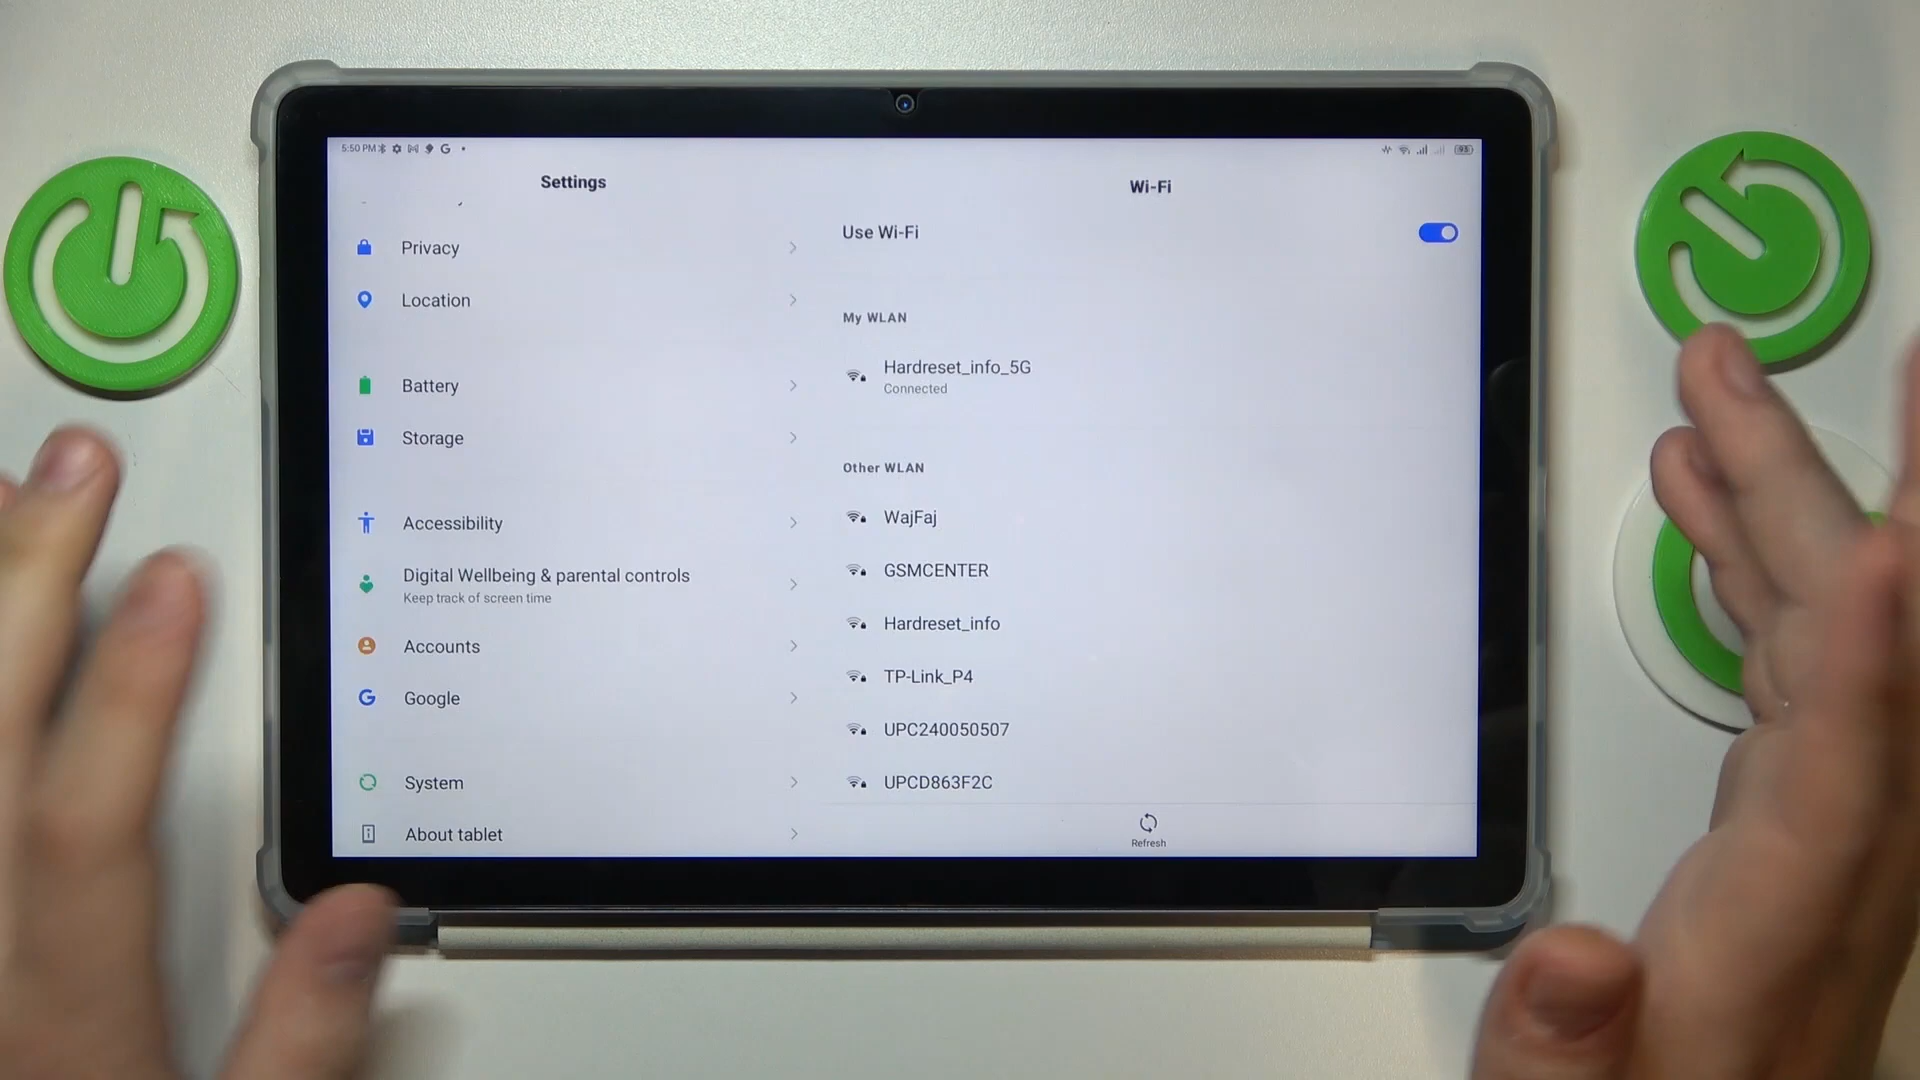 5:50 PM
93
Settings
Privacy
Location
Battery
Storage
Accessibility
Digital Wellbeing & parental controls
Keep track of screen time
Accounts
Google
System
About tablet
Wi-Fi
Use Wi-Fi
My WLAN
Hardreset_info_5G
Connected
Other WLAN
WajFaj
GSMCENTER
Hardreset_info
TP-Link_P4
UPC240050507
UPCD863F2C
Refresh